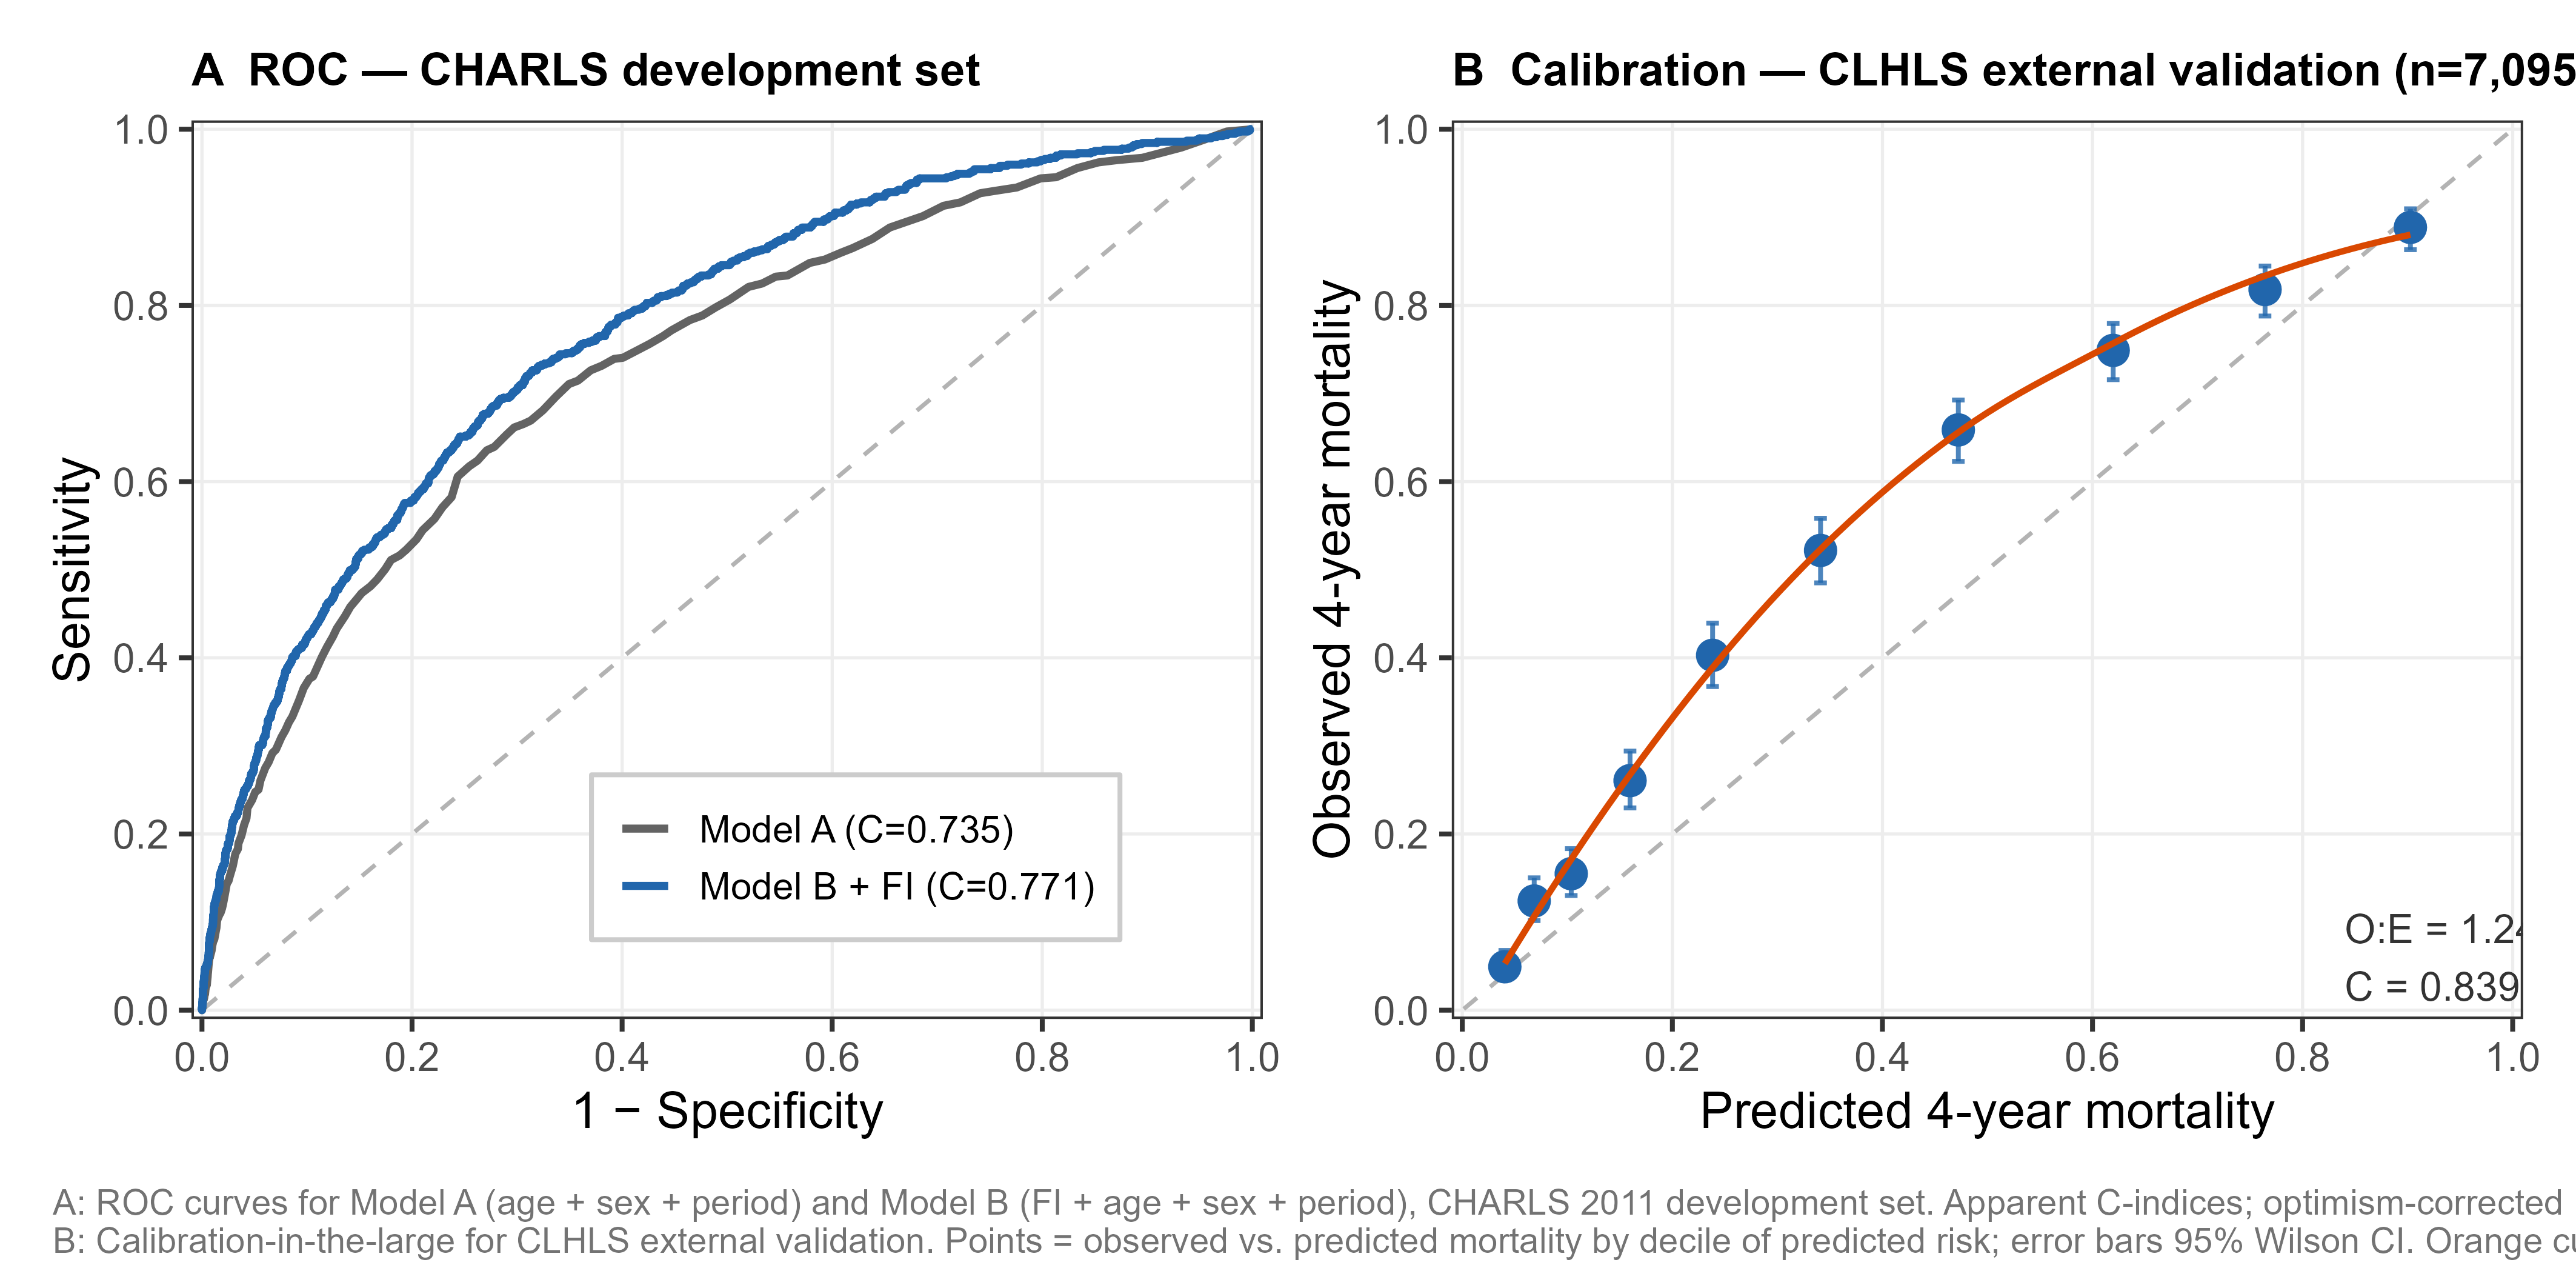 A ROC — CHARLS development set
1.0
0.8
0.6
0.4
0.2
0.0
Sensitivity
Model A (C=0.735)
Model B + FI (C=0.771)
0.0 0.2 0.4 0.6 0.8 1.0
1 − Specificity
B Calibration — CLHLS external validation (n=7,095
1.0
0.8
0.6
0.4
0.2
0.0
Observed 4-year mortality
O:E = 1.24
C = 0.839
0.0 0.2 0.4 0.6 0.8 1.0
Predicted 4-year mortality
A: ROC curves for Model A (age + sex + period) and Model B (FI + age + sex + period), CHARLS 2011 development set. Apparent C-indices; optimism-corrected
B: Calibration-in-the-large for CLHLS external validation. Points = observed vs. predicted mortality by decile of predicted risk; error bars 95% Wilson CI. Orange